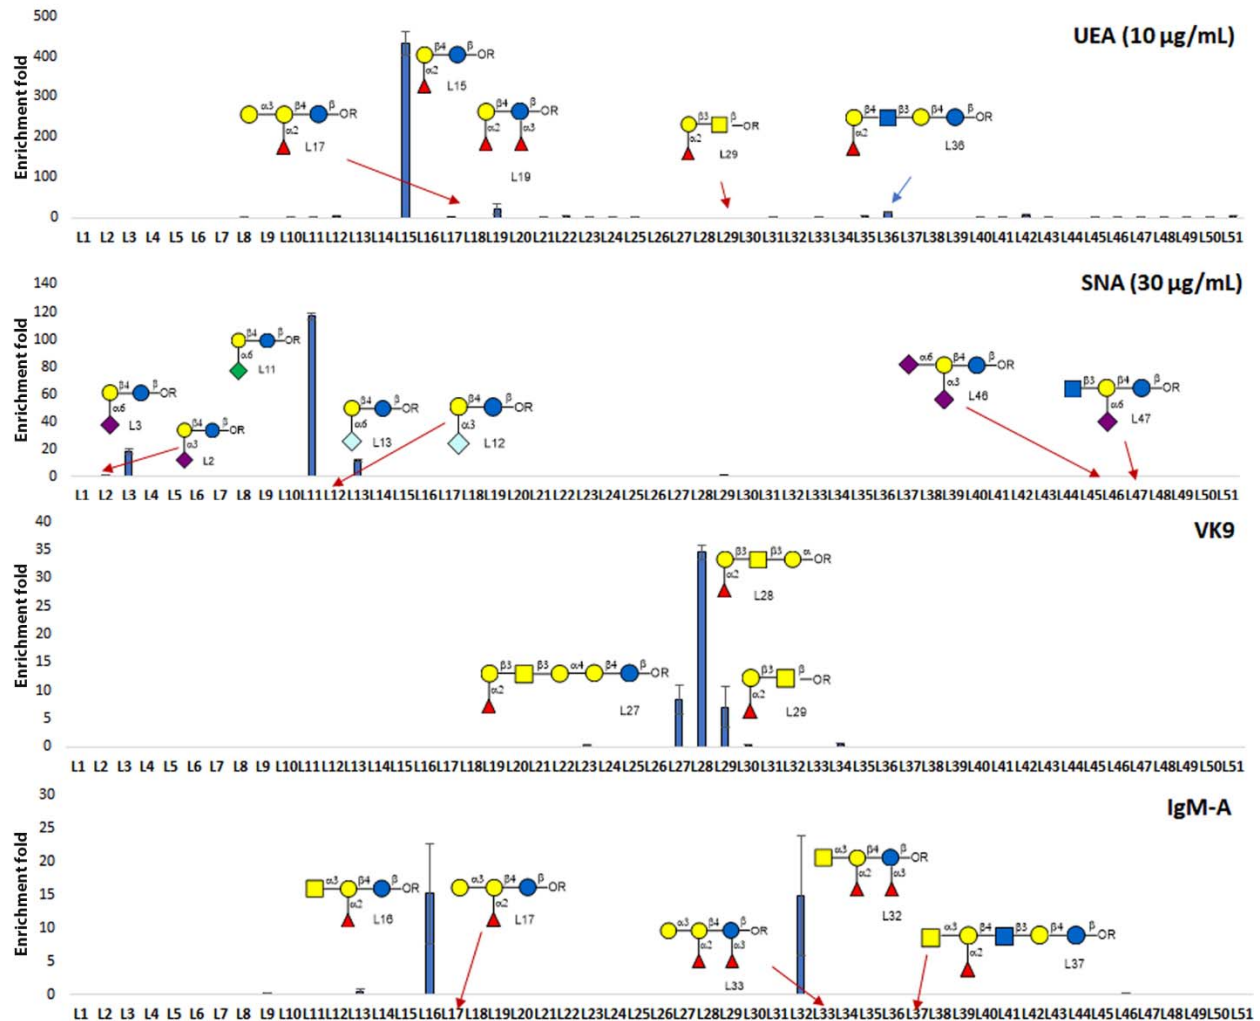 UEA (10 µg/mL)
Enrichment fold
500
400
300
200
100
0
α3 β4 β OR
α2
L17
β4 β OR
α2
L15
β4 β OR
α2 α3
L19
β3 β OR
α2
L29
β4 β3 β4 β OR
α2
L36
L1 L2 L3 L4 L5 L6 L7 L8 L9 L10 L11 L12 L13 L14 L15 L16 L17 L18 L19 L20 L21 L22 L23 L24 L25 L26 L27 L28 L29 L30 L31 L32 L33 L34 L35 L36 L37 L38 L39 L40 L41 L42 L43 L44 L45 L46 L47 L48 L49 L50 L51
SNA (30 µg/mL)
Enrichment fold
140
120
100
80
60
40
20
0
β4 β OR
α6
L3
β4 β OR
α3
L2
β4 β OR
α6
L11
β4 β OR
α6
L13
β4 β OR
α3
L12
α6 β4 β OR
α3
L46
β3 β4 β OR
α6
L47
L1 L2 L3 L4 L5 L6 L7 L8 L9 L10 L11 L12 L13 L14 L15 L16 L17 L18 L19 L20 L21 L22 L23 L24 L25 L26 L27 L28 L29 L30 L31 L32 L33 L34 L35 L36 L37 L38 L39 L40 L41 L42 L43 L44 L45 L46 L47 L48 L49 L50 L51
VK9
Enrichment fold
40
35
30
25
20
15
10
5
0
β3 β3 α OR
α2
L28
β3 β3 α4 β4 β OR
α2
L27
β3 β OR
α2
L29
L1 L2 L3 L4 L5 L6 L7 L8 L9 L10 L11 L12 L13 L14 L15 L16 L17 L18 L19 L20 L21 L22 L23 L24 L25 L26 L27 L28 L29 L30 L31 L32 L33 L34 L35 L36 L37 L38 L39 L40 L41 L42 L43 L44 L45 L46 L47 L48 L49 L50 L51
IgM-A
Enrichment fold
30
25
20
15
10
5
0
α3 β4 β OR
α2
L16
α3 β4 β OR
α2
L17
α3 β4 β OR
α2 α3
L33
α3 β4 β OR
α2 α3
L32
α3 β4 β3 β4 β OR
α2
L37
L1 L2 L3 L4 L5 L6 L7 L8 L9 L10 L11 L12 L13 L14 L15 L16 L17 L18 L19 L20 L21 L22 L23 L24 L25 L26 L27 L28 L29 L30 L31 L32 L33 L34 L35 L36 L37 L38 L39 L40 L41 L42 L43 L44 L45 L46 L47 L48 L49 L50 L51